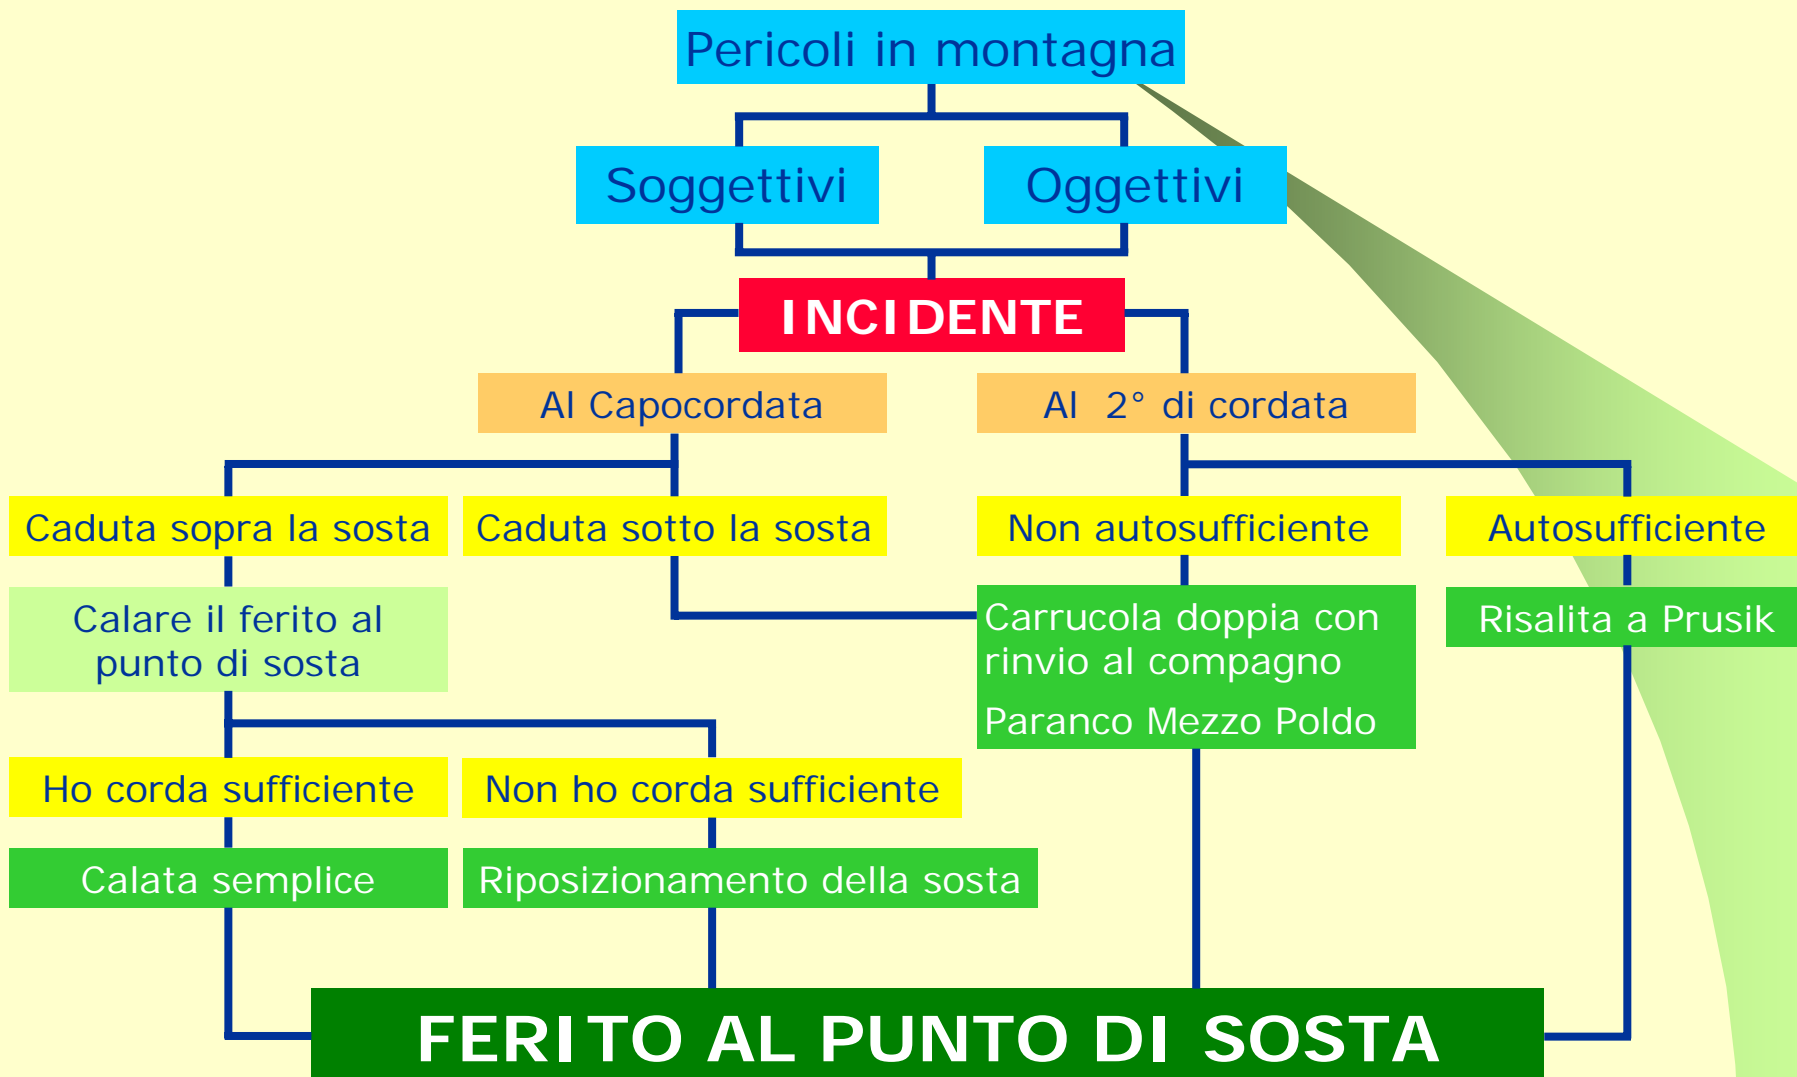 Pericoli in montagna
Soggettivi
Oggettivi
INCIDENTE
Al Capocordata
Al 2° di cordata
Caduta sopra la sosta
Caduta sotto la sosta
Non autosufficiente
Autosufficiente
Calare il ferito al
punto di sosta
Carrucola doppia con
rinvio al compagno
Paranco Mezzo Poldo
Risalita a Prusik
Ho corda sufficiente
Non ho corda sufficiente
Calata semplice
Riposizionamento della sosta
FERITO AL PUNTO DI SOSTA